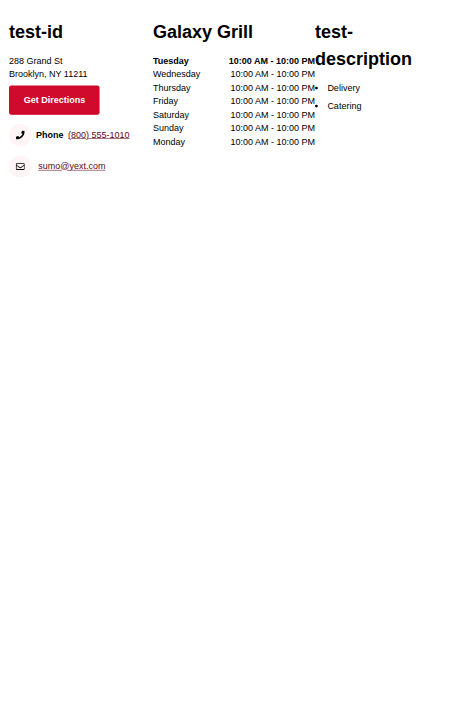 test-id
288 Grand St
Brooklyn, NY 11211
Get Directions
Phone (800) 555-1010
sumo@yext.com
Galaxy Grill
Tuesday 10:00 AM - 10:00 PM
Wednesday 10:00 AM - 10:00 PM
Thursday 10:00 AM - 10:00 PM
Friday 10:00 AM - 10:00 PM
Saturday 10:00 AM - 10:00 PM
Sunday 10:00 AM - 10:00 PM
Monday 10:00 AM - 10:00 PM
test-
description
• Delivery
• Catering